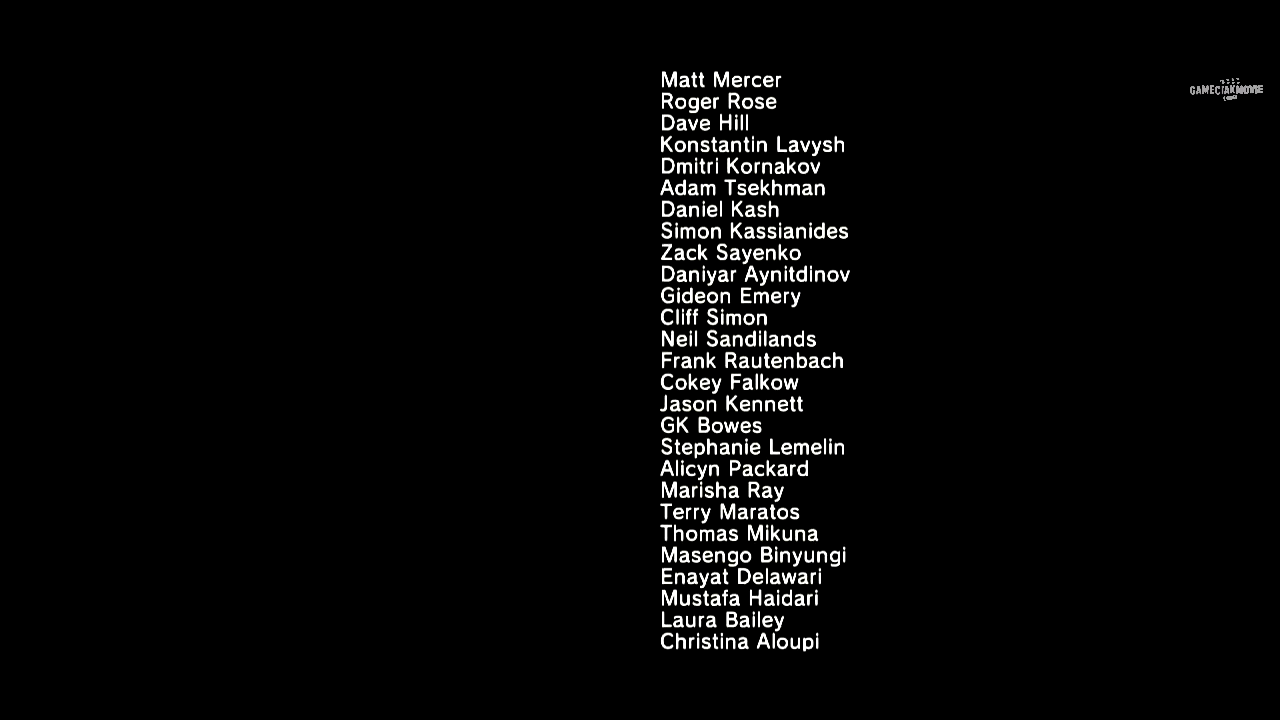 Matt Mercer
Roger Rose
Dave Hill
Konstantin Lavysh
Dmitri Kornakov
Adam Tsekhman
Daniel Kash
Simon Kassianides
Zack Sayenko
Daniyar Aynitdinov
Gideon Emery
Cliff Simon
Neil Sandilands
Frank Rautenbach
Cokey Falkow
Jason Kennett
GK Bowes
Stephanie Lemelin
Alicyn Packard
Marisha Ray
Terry Maratos
Thomas Mikuna
Masengo Binyungi
Enayat Delawari
Mustafa Haidari
Laura Bailey
Christina Aloupi
GAMECIAKMOVIE